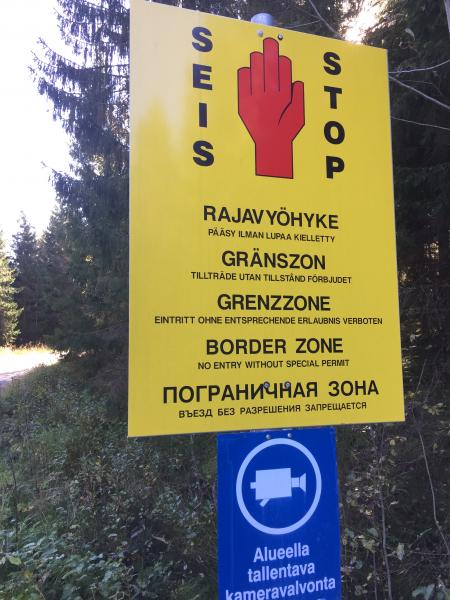 SEIS
STOP
RAJAVYÖHYKE
PÄÄSY ILMAN LUPAA KIELLETTY
GRÄNSZON
TILLTRÄDE UTAN TILLSTÅND FÖRBJUDET
GRENZZONE
EINTRITT OHNE ENTSPRECHENDE ERLAUBNIS VERBOTEN
BORDER ZONE
NO ENTRY WITHOUT SPECIAL PERMIT
ПОГРАНИЧНАЯ ЗОНА
ВЪЕЗД БЕЗ РАЗРЕШЕНИЯ ЗАПРЕЩАЕТСЯ
Alueella
tallentava
kameravalvonta